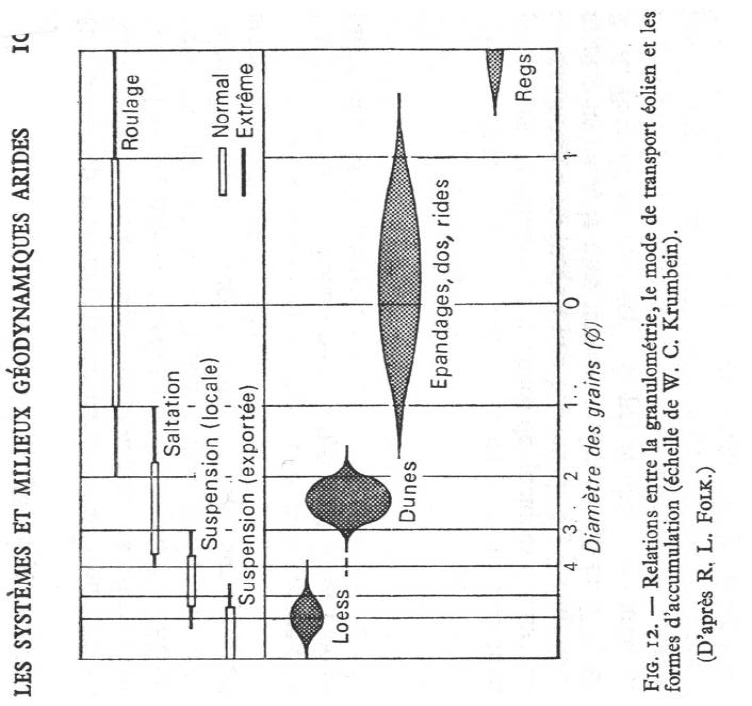 LES SYSTÈMES ET MILIEUX GÉODYNAMIQUES ARIDES
Roulage
Saltation
Suspension (locale)
Suspension (exportée)
Normal
Extrême
Loess
Dunes
Epandages, dos, rides
Regs
4 3 2 1 0 1
Diamètre des grains (Ø)
FIG. 12. — Relations entre la granulométrie, le mode de transport éolien et les
formes d'accumulation (échelle de W. C. Krumbein).
(D'après R. L. FOLK.)